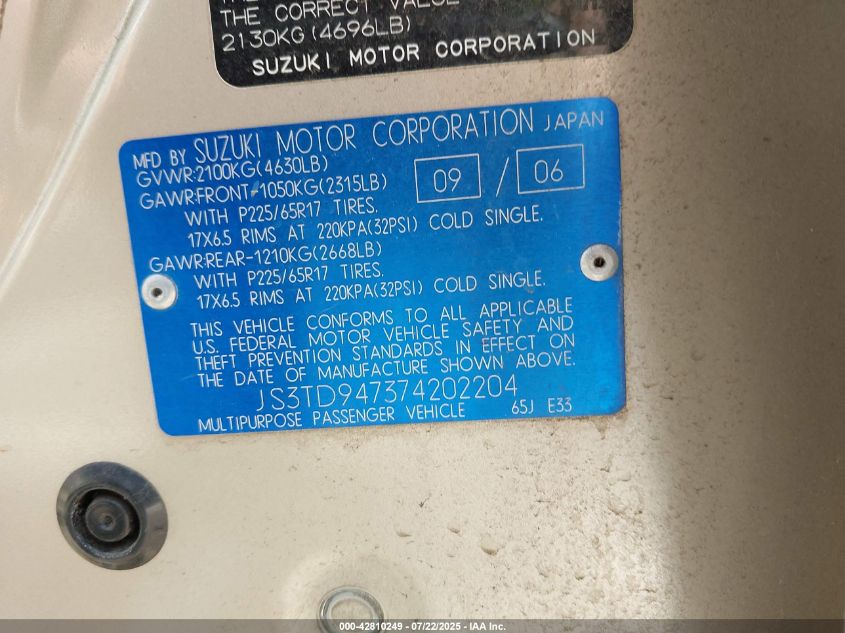 THE CORRECT VALUE
2130KG (4696LB)
SUZUKI MOTOR CORPORATION
MFD BY SUZUKI MOTOR CORPORATION JAPAN
GVWR:2100KG(4630LB)
09 / 06
GAWR:FRONT-1050KG(2315LB)
WITH P225/65R17 TIRES.
17X6.5 RIMS AT 220KPA(32PSI) COLD SINGLE.
GAWR:REAR-1210KG(2668LB)
WITH P225/65R17 TIRES.
17X6.5 RIMS AT 220KPA(32PSI) COLD SINGLE.
THIS VEHICLE CONFORMS TO ALL APPLICABLE
U.S. FEDERAL MOTOR VEHICLE SAFETY AND
THEFT PREVENTION STANDARDS IN EFFECT ON
THE DATE OF MANUFACTURE SHOWN ABOVE.
JS3TD947374202204
MULTIPURPOSE PASSENGER VEHICLE 65J E33
000-42810249 - 07/22/2025 - IAA Inc.